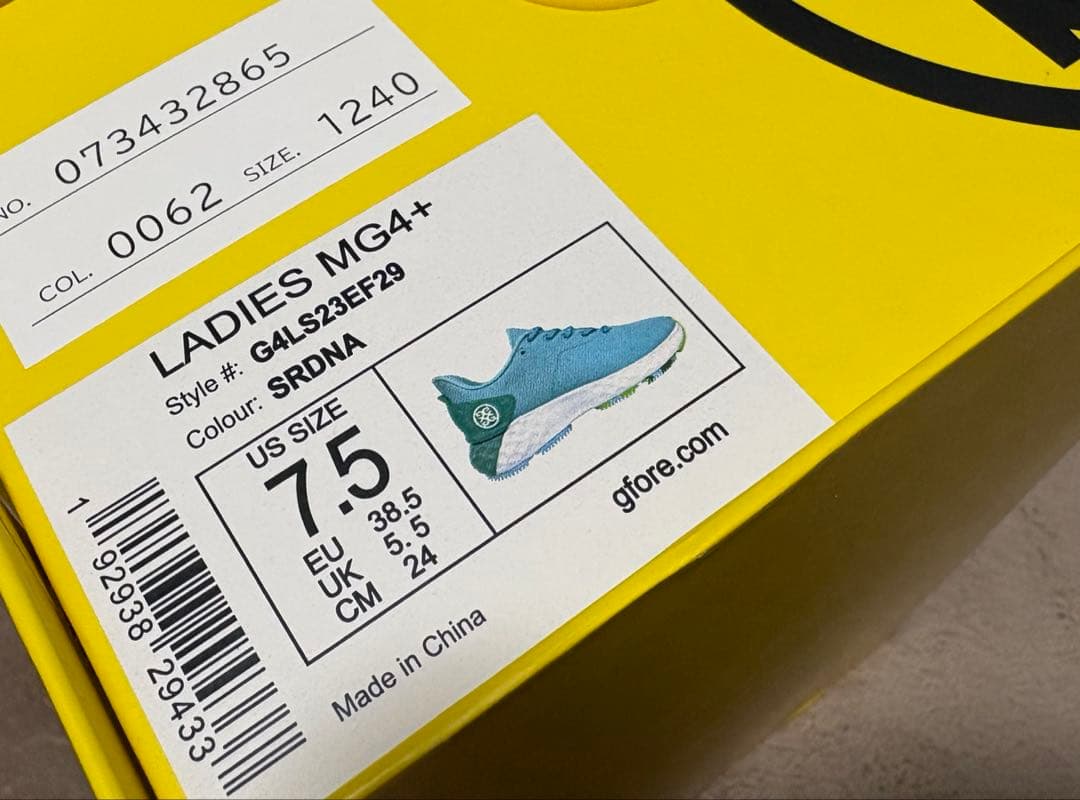 NO. 073432865
COL. 0062 SIZE. 1240
LADIES MG4+
Style #: G4LS23EF29
Colour: SRDNA
US SIZE
7.5
EU 38.5
UK 5.5
CM 24
gfore.com
Made in China
1 92938 29433